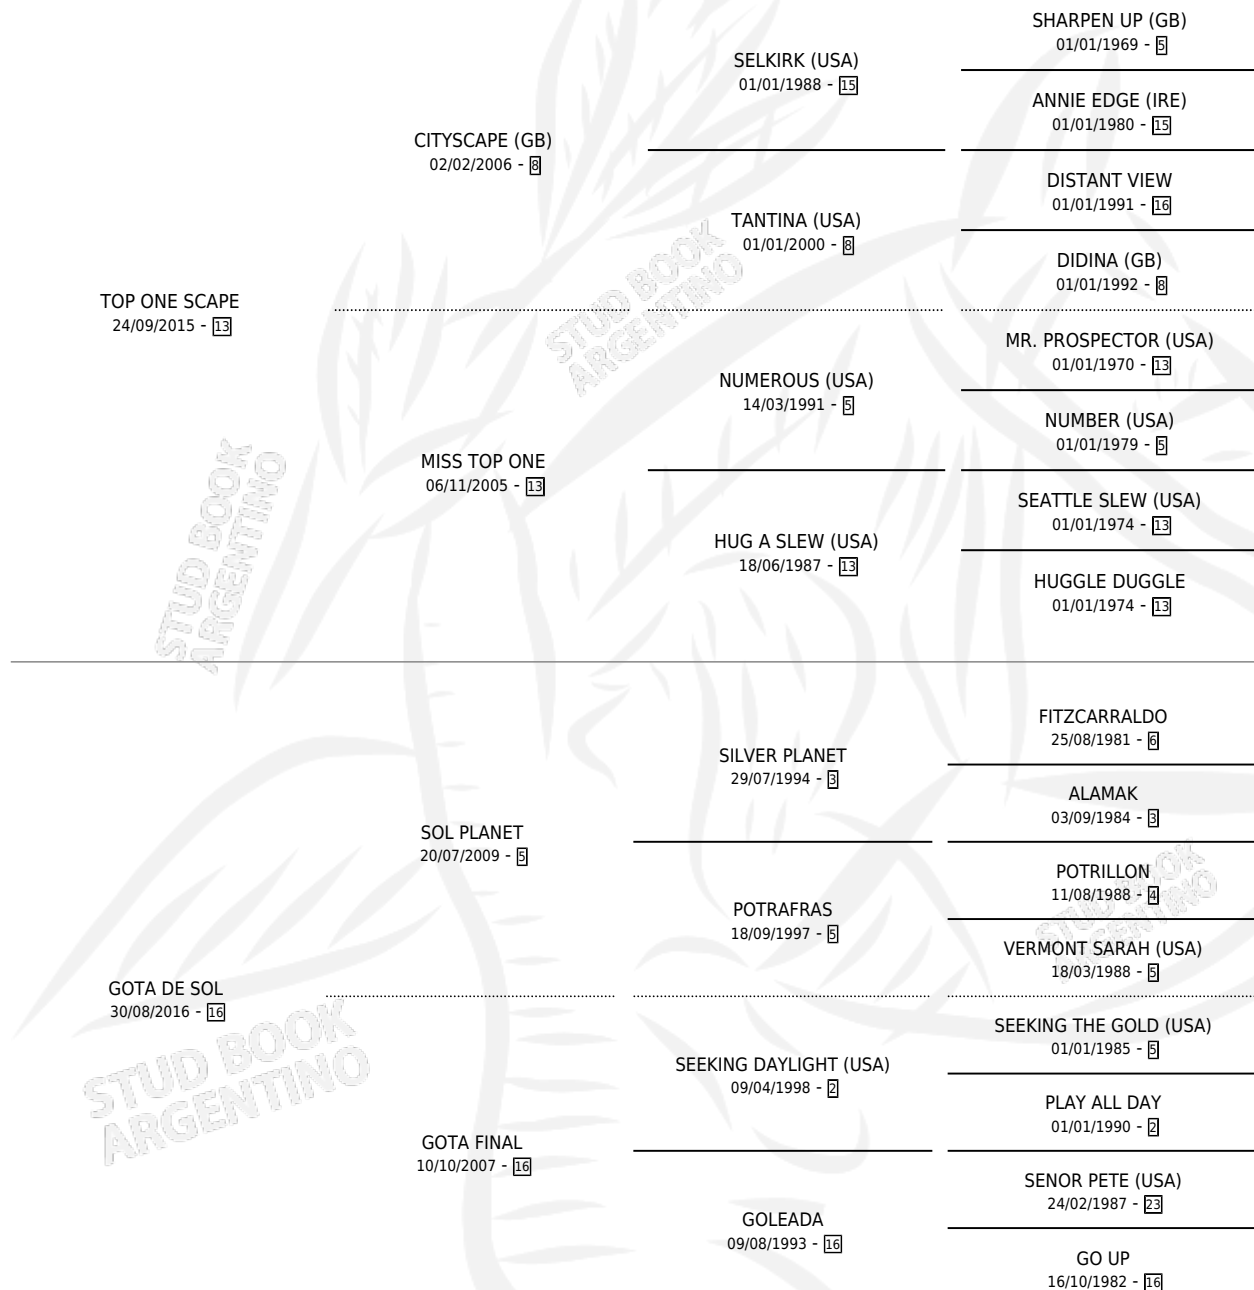 SHARPEN UP (GB)
01/01/1969 - 5
SELKIRK (USA)
01/01/1988 - 15
ANNIE EDGE (IRE)
01/01/1980 - 15
CITYSCAPE (GB)
02/02/2006 - 8
DISTANT VIEW
01/01/1991 - 16
TANTINA (USA)
01/01/2000 - 8
DIDINA (GB)
01/01/1992 - 8
TOP ONE SCAPE
24/09/2015 - 13
MR. PROSPECTOR (USA)
01/01/1970 - 13
NUMEROUS (USA)
14/03/1991 - 5
NUMBER (USA)
01/01/1979 - 5
MISS TOP ONE
06/11/2005 - 13
SEATTLE SLEW (USA)
01/01/1974 - 13
HUG A SLEW (USA)
18/06/1987 - 13
HUGGLE DUGGLE
01/01/1974 - 13
STUD BOOK
ARGENTINO
STUD BOOK
ARGENTINO
FITZCARRALDO
25/08/1981 - 6
SILVER PLANET
29/07/1994 - 3
ALAMAK
03/09/1984 - 3
SOL PLANET
20/07/2009 - 5
POTRILLON
11/08/1988 - 4
POTRAFRAS
18/09/1997 - 5
VERMONT SARAH (USA)
18/03/1988 - 5
GOTA DE SOL
30/08/2016 - 16
SEEKING THE GOLD (USA)
01/01/1985 - 5
SEEKING DAYLIGHT (USA)
09/04/1998 - 2
PLAY ALL DAY
01/01/1990 - 2
GOTA FINAL
10/10/2007 - 16
SENOR PETE (USA)
24/02/1987 - 23
GOLEADA
09/08/1993 - 16
GO UP
16/10/1982 - 16
STUD BOOK
ARGENTINO
STUD BOOK
ARGENTINO